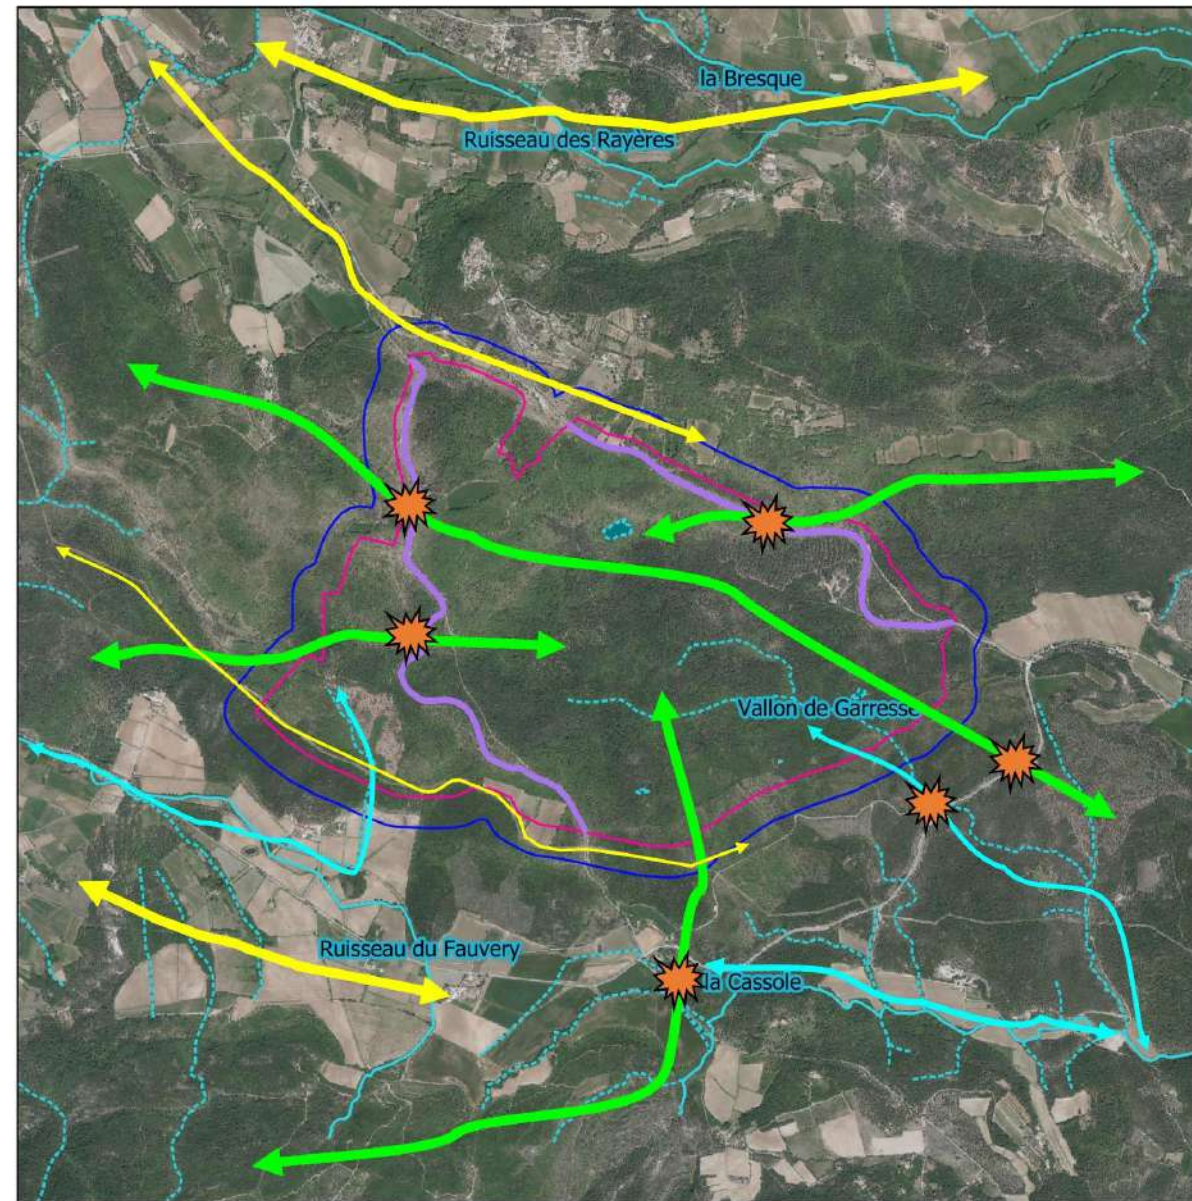 la Bresque
Ruisseau des Rayères
Vallon de Garresse
Ruisseau du Fauvery
la Cassole